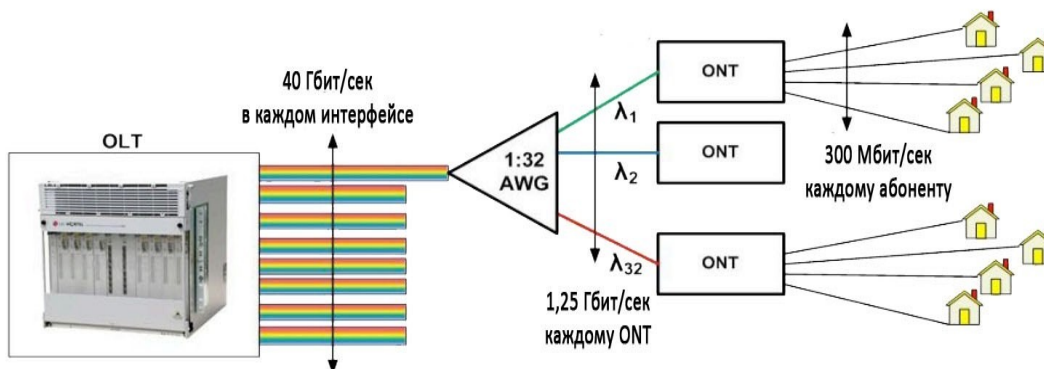 OLT
40 Гбит/сек
в каждом интерфейсе
1:32
AWG
λ1
λ2
λ32
1,25 Гбит/сек
каждому ONT
ONT
ONT
ONT
300 Мбит/сек
каждому абоненту